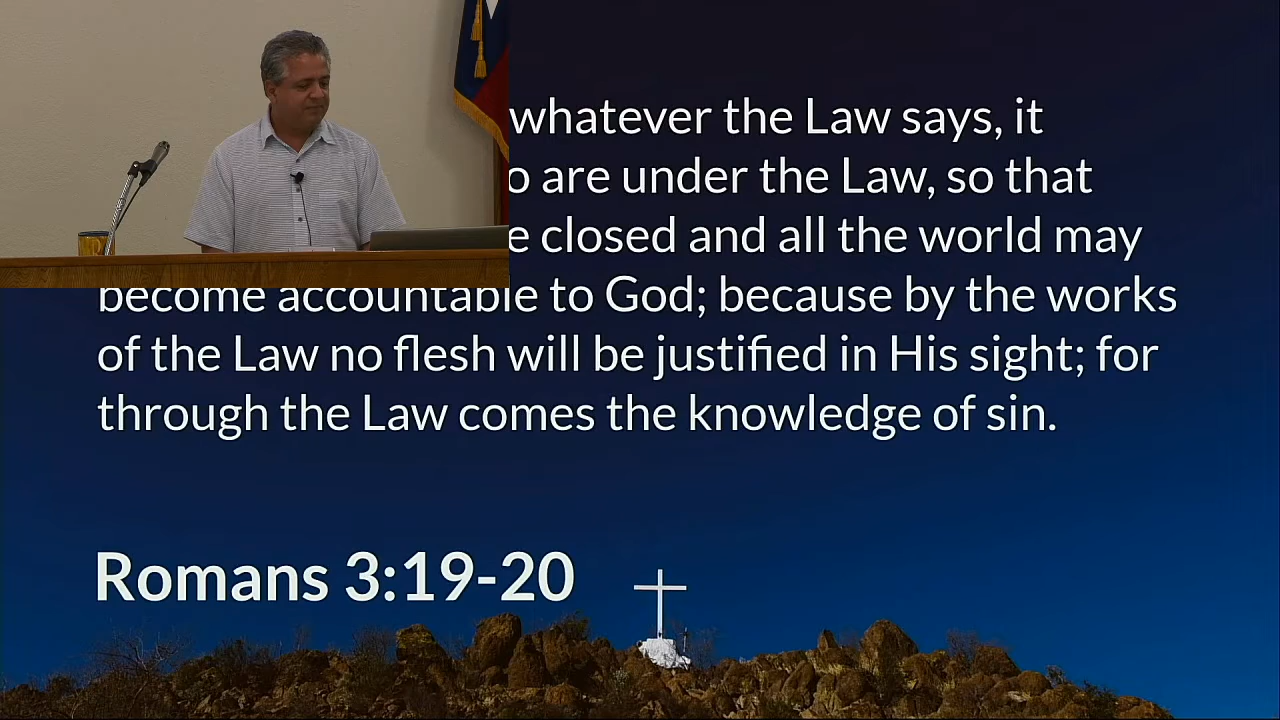 whatever the Law says, it
are under the Law, so that
closed and all the world may
become accountable to God; because by the works
of the Law no flesh will be justified in His sight; for
through the Law comes the knowledge of sin.
Romans 3:19-20